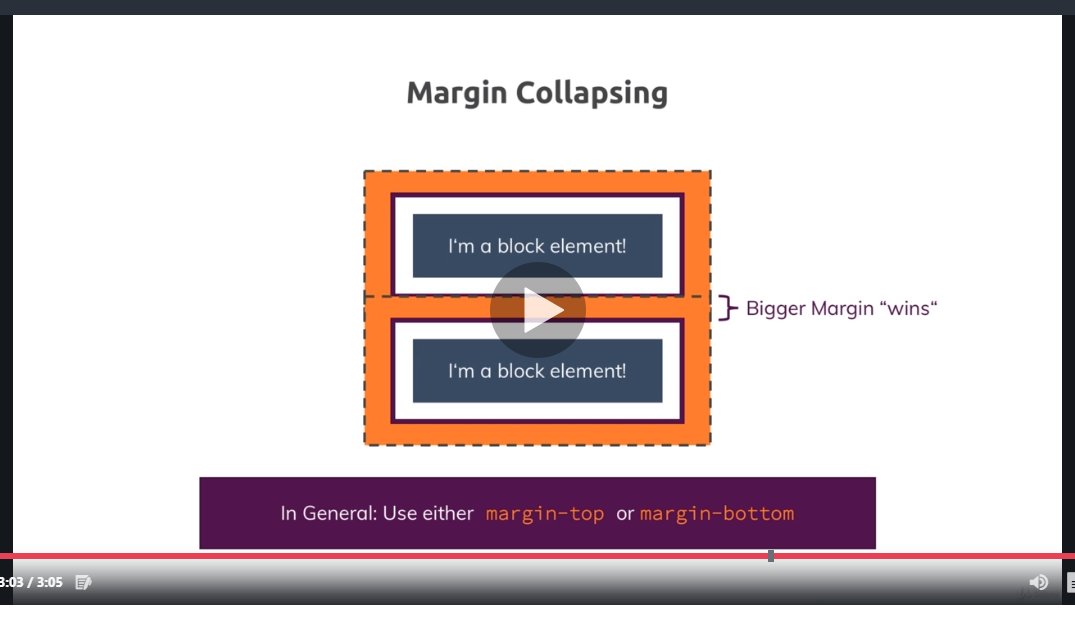 Margin Collapsing
I‘m a block element!
Bigger Margin “wins“
I‘m a block element!
In General: Use either margin-top or margin-bottom
3:03 / 3:05